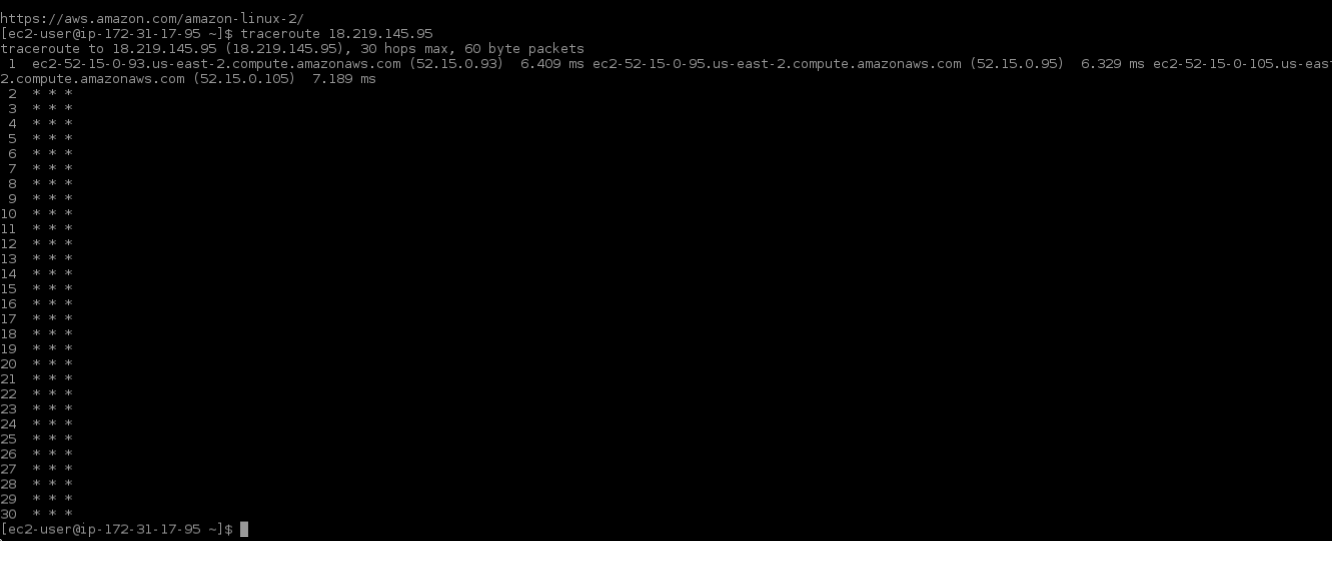 https://aws.amazon.com/amazon-linux-2/
[ec2-user@ip-172-31-17-95 ~]$ traceroute 18.219.145.95
traceroute to 18.219.145.95 (18.219.145.95), 30 hops max, 60 byte packets
 1  ec2-52-15-0-93.us-east-2.compute.amazonaws.com (52.15.0.93)  6.409 ms ec2-52-15-0-95.us-east-2.compute.amazonaws.com (52.15.0.95)  6.329 ms ec2-52-15-0-105.us-east
2.compute.amazonaws.com (52.15.0.105)  7.189 ms
 2  * * *
 3  * * *
 4  * * *
 5  * * *
 6  * * *
 7  * * *
 8  * * *
 9  * * *
10  * * *
11  * * *
12  * * *
13  * * *
14  * * *
15  * * *
16  * * *
17  * * *
18  * * *
19  * * *
20  * * *
21  * * *
22  * * *
23  * * *
24  * * *
25  * * *
26  * * *
27  * * *
28  * * *
29  * * *
30  * * *
[ec2-user@ip-172-31-17-95 ~]$